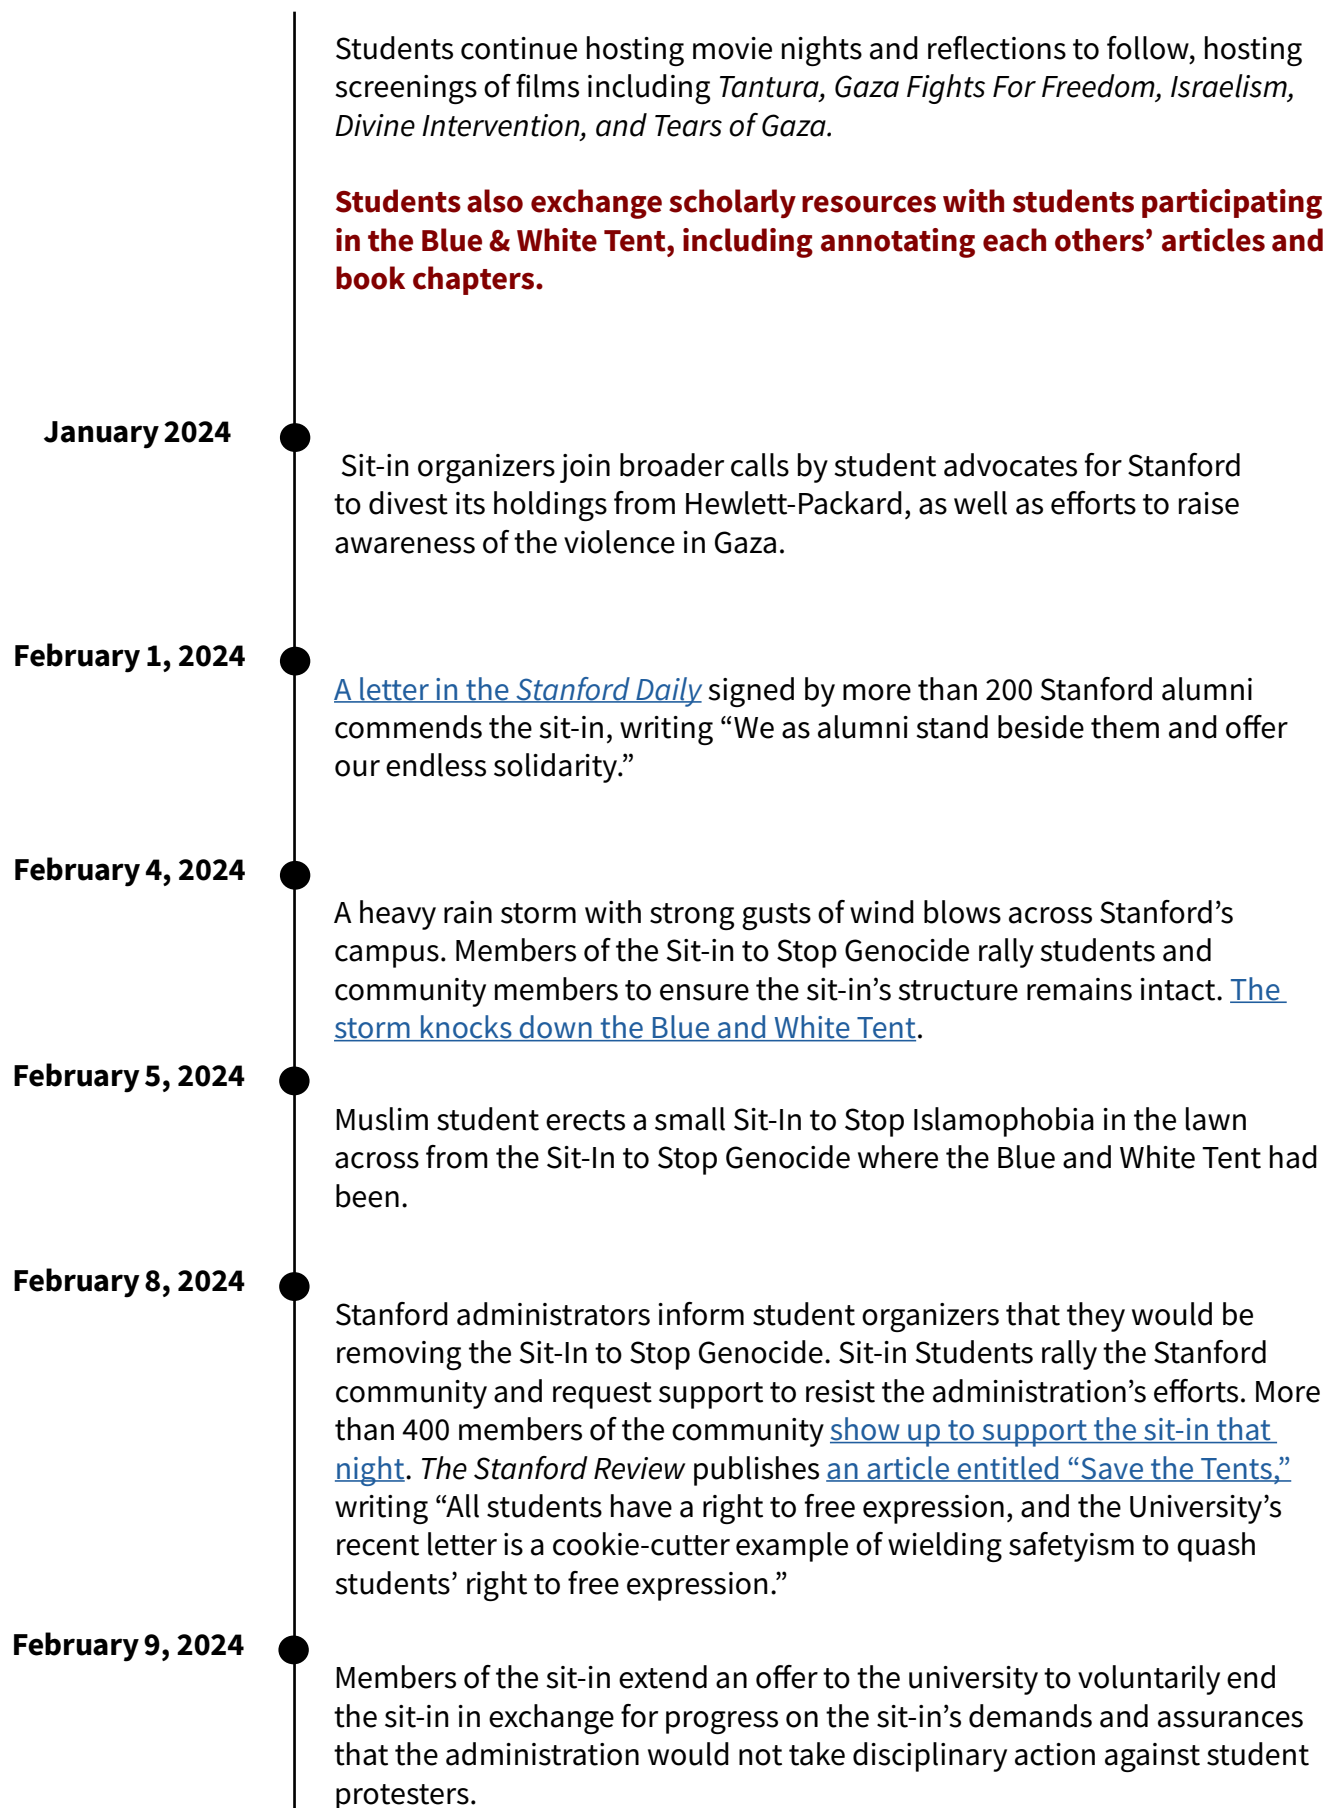 Students continue hosting movie nights and reflections to follow, hosting
screenings of films including Tantura, Gaza Fights For Freedom, Israelism,
Divine Intervention, and Tears of Gaza.
Students also exchange scholarly resources with students participating
in the Blue & White Tent, including annotating each others’ articles and
book chapters.
January 2024
Sit-in organizers join broader calls by student advocates for Stanford
to divest its holdings from Hewlett-Packard, as well as efforts to raise
awareness of the violence in Gaza.
February 1, 2024
A letter in the Stanford Daily signed by more than 200 Stanford alumni
commends the sit-in, writing “We as alumni stand beside them and offer
our endless solidarity.”
February 4, 2024
A heavy rain storm with strong gusts of wind blows across Stanford’s
campus. Members of the Sit-in to Stop Genocide rally students and
community members to ensure the sit-in’s structure remains intact. The
storm knocks down the Blue and White Tent.
February 5, 2024
Muslim student erects a small Sit-In to Stop Islamophobia in the lawn
across from the Sit-In to Stop Genocide where the Blue and White Tent had
been.
February 8, 2024
Stanford administrators inform student organizers that they would be
removing the Sit-In to Stop Genocide. Sit-in Students rally the Stanford
community and request support to resist the administration’s efforts. More
than 400 members of the community show up to support the sit-in that
night. The Stanford Review publishes an article entitled “Save the Tents,”
writing “All students have a right to free expression, and the University’s
recent letter is a cookie-cutter example of wielding safetyism to quash
students’ right to free expression.”
February 9, 2024
Members of the sit-in extend an offer to the university to voluntarily end
the sit-in in exchange for progress on the sit-in’s demands and assurances
that the administration would not take disciplinary action against student
protesters.